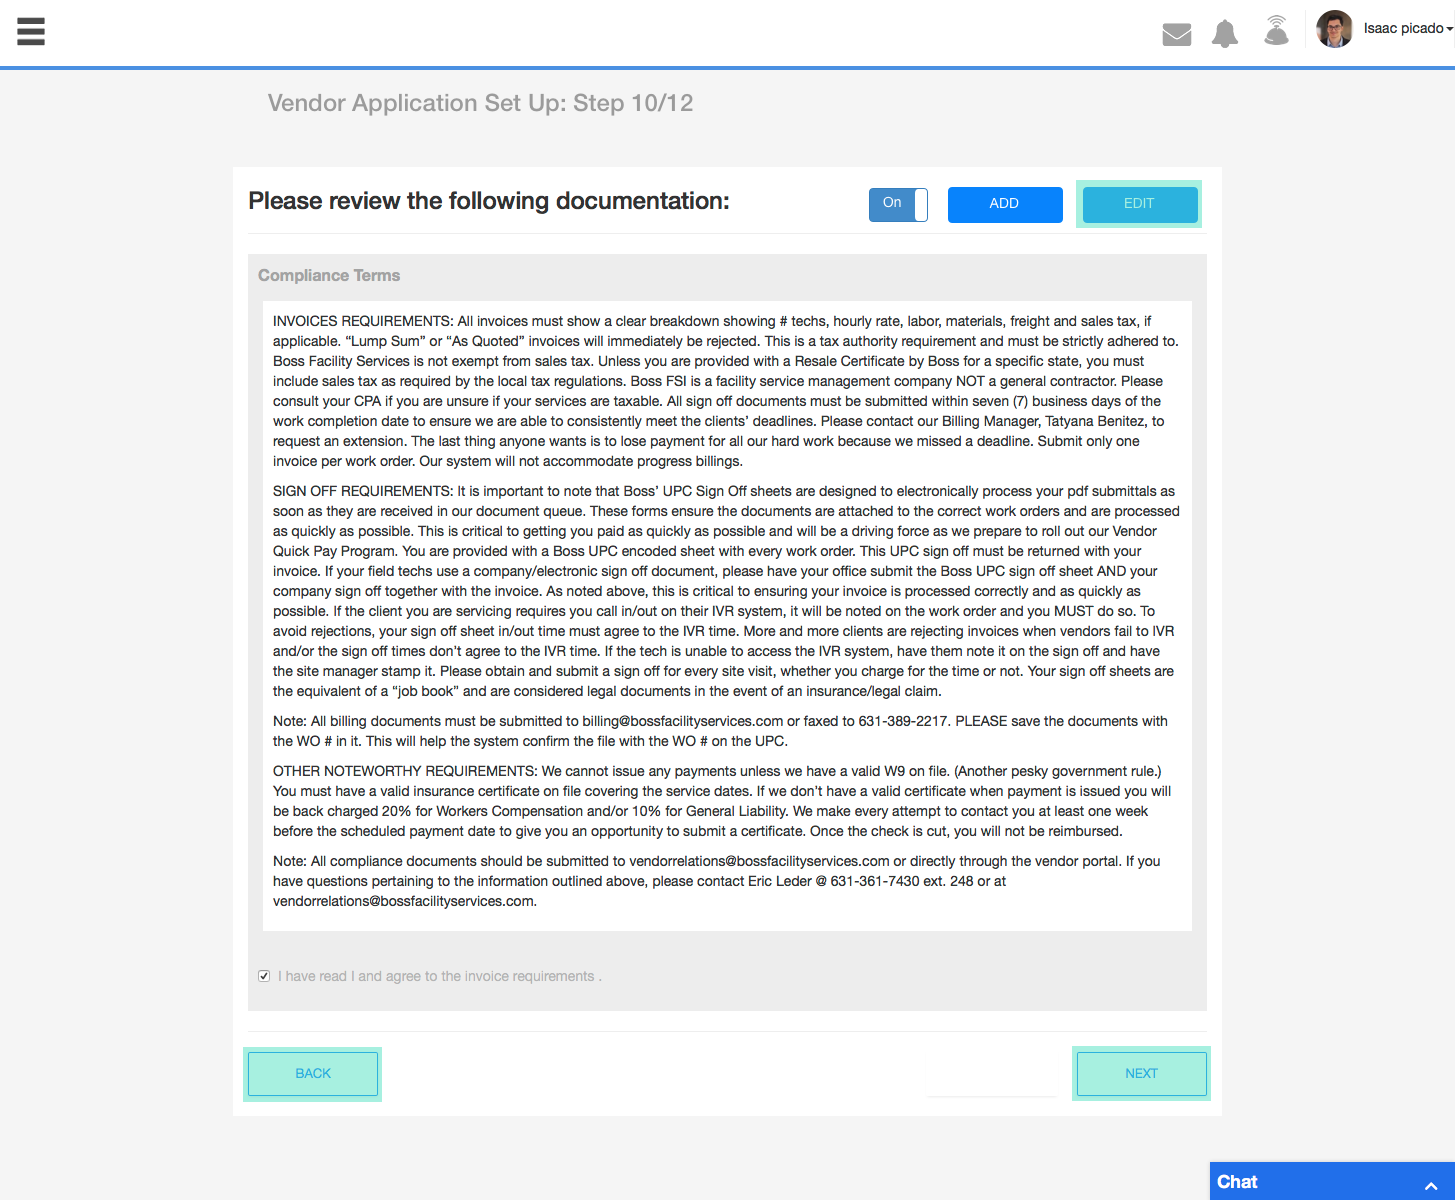 Isaac picado
Vendor Application Set Up: Step 10/12
Please review the following documentation:
On
ADD
EDIT
Compliance Terms
INVOICES REQUIREMENTS: All invoices must show a clear breakdown showing # techs, hourly rate, labor, materials, freight and sales tax, if
applicable. “Lump Sum” or “As Quoted” invoices will immediately be rejected. This is a tax authority requirement and must be strictly adhered to.
Boss Facility Services is not exempt from sales tax. Unless you are provided with a Resale Certificate by Boss for a specific state, you must
include sales tax as required by the local tax regulations. Boss FSI is a facility service management company NOT a general contractor. Please
consult your CPA if you are unsure if your services are taxable. All sign off documents must be submitted within seven (7) business days of the
work completion date to ensure we are able to consistently meet the clients’ deadlines. Please contact our Billing Manager, Tatyana Benitez, to
request an extension. The last thing anyone wants is to lose payment for all our hard work because we missed a deadline. Submit only one
invoice per work order. Our system will not accommodate progress billings.
SIGN OFF REQUIREMENTS: It is important to note that Boss’ UPC Sign Off sheets are designed to electronically process your pdf submittals as
soon as they are received in our document queue. These forms ensure the documents are attached to the correct work orders and are processed
as quickly as possible. This is critical to getting you paid as quickly as possible and will be a driving force as we prepare to roll out our Vendor
Quick Pay Program. You are provided with a Boss UPC encoded sheet with every work order. This UPC sign off must be returned with your
invoice. If your field techs use a company/electronic sign off document, please have your office submit the Boss UPC sign off sheet AND your
company sign off together with the invoice. As noted above, this is critical to ensuring your invoice is processed correctly and as quickly as
possible. If the client you are servicing requires you call in/out on their IVR system, it will be noted on the work order and you MUST do so. To
avoid rejections, your sign off sheet in/out time must agree to the IVR time. More and more clients are rejecting invoices when vendors fail to IVR
and/or the sign off times don't agree to the IVR time. If the tech is unable to access the IVR system, have them note it on the sign off and have
the site manager stamp it. Please obtain and submit a sign off for every site visit, whether you charge for the time or not. Your sign off sheets are
the equivalent of a “job book” and are considered legal documents in the event of an insurance/legal claim.
Note: All billing documents must be submitted to billing@bossfacilityservices.com or faxed to 631-389-2217. PLEASE save the documents with
the WO # in it. This will help the system confirm the file with the WO # on the UPC.
OTHER NOTEWORTHY REQUIREMENTS: We cannot issue any payments unless we have a valid W9 on file. (Another pesky government rule.)
You must have a valid insurance certificate on file covering the service dates. If we don't have a valid certificate when payment is issued you will
be back charged 20% for Workers Compensation and/or 10% for General Liability. We make every attempt to contact you at least one week
before the scheduled payment date to give you an opportunity to submit a certificate. Once the check is cut, you will not be reimbursed.
Note: All compliance documents should be submitted to vendorrelations@bossfacilityservices.com or directly through the vendor portal. If you
have questions pertaining to the information outlined above, please contact Eric Leder @ 631-361-7430 ext. 248 or at
vendorrelations@bossfacilityservices.com.
I have read I and agree to the invoice requirements .
BACK
NEXT
Chat